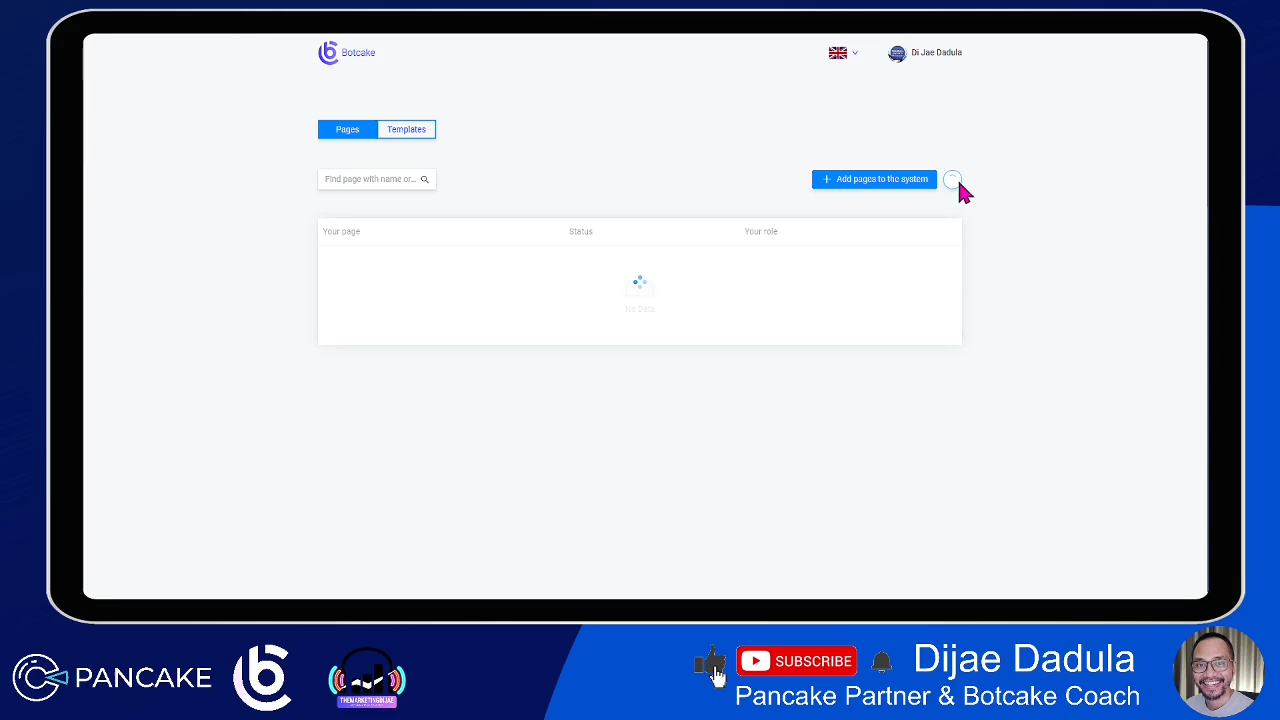 Botcake
Di Jae Dadula
Pages
Templates
Find page with name or...
Add pages to the system
Your page
Status
Your role
No Data
PANCAKE
THEMARKETINGDIJAE
SUBSCRIBE
Dijae Dadula
Pancake Partner & Botcake Coach